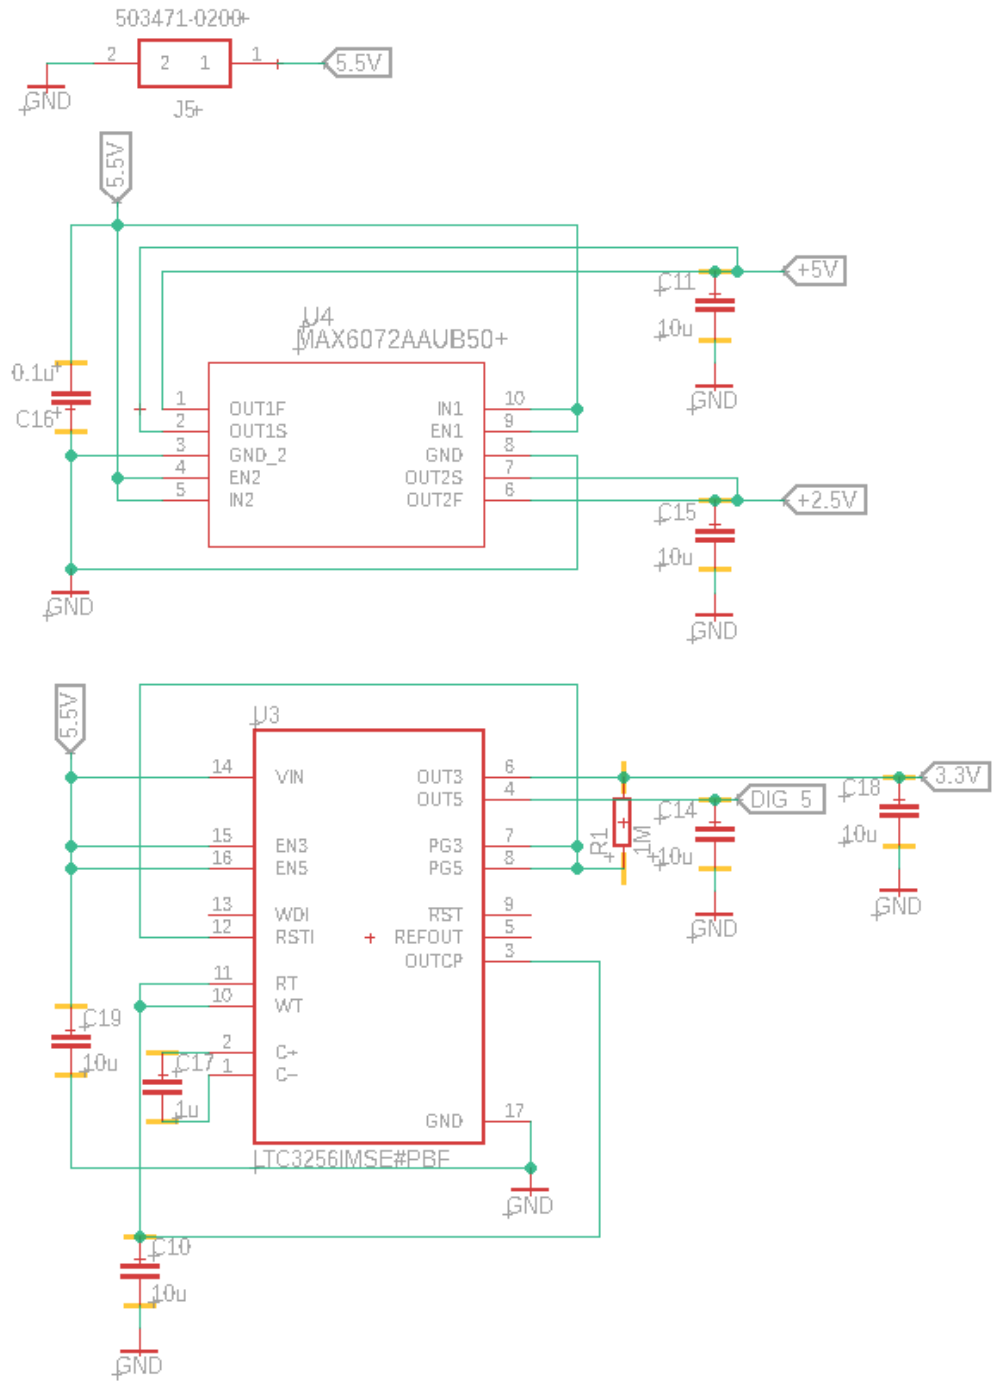 503471-0200
2 2 1 1 5.5V
GND
J5
5.5V
+5V
C11
10u
GND
U4
MAX6072AAUB50+
0.1u
C16
1 OUT1F IN1 10
2 OUT1S EN1 9
3 GND_2 GND 8
4 EN2 OUT2S 7
5 IN2 OUT2F 6
+2.5V
C15
10u
GND
GND
5.5V
U3
14 VIN OUT3 6
OUT5 4
3.3V
DIG 5
C18
10u
GND
C14
10u
GND
R1
1M
15 EN3 PG3 7
16 EN5 PG5 8
13 WDI RST 9
12 RSTI REFOUT 5
OUTCP 3
11 RT
10 WT
C19
10u
2 C+
1 C−
C17
1u
GND 17
LTC3256IMSE#PBF
GND
C10
10u
GND